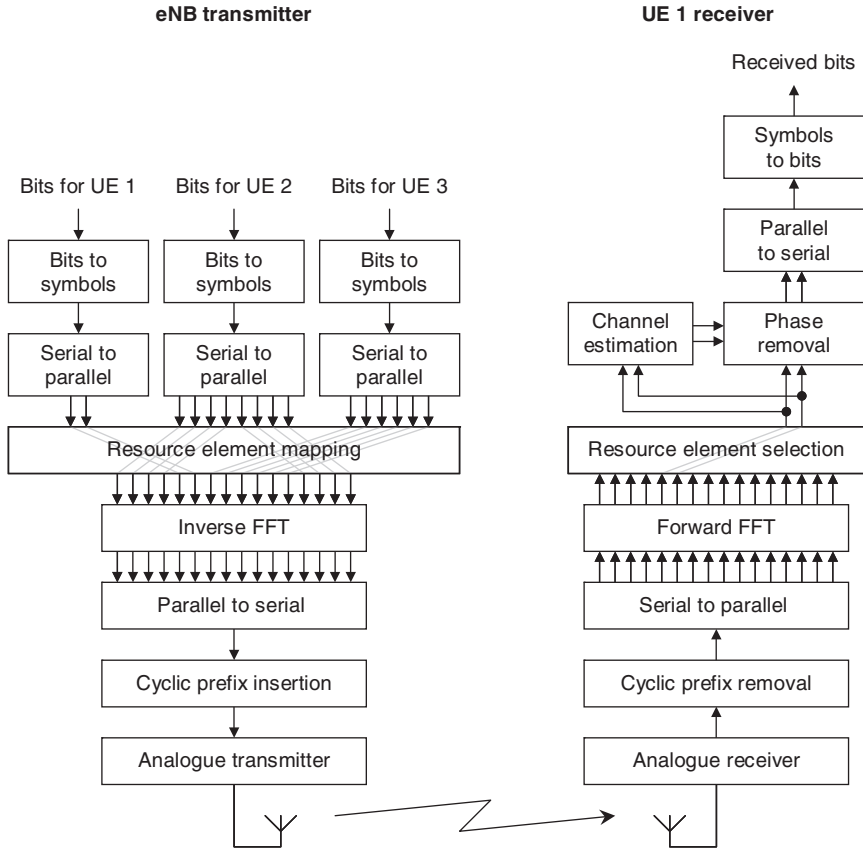 eNB transmitter
UE 1 receiver
Received bits
Symbols
to bits
Parallel
to serial
Bits for UE 1
Bits for UE 2
Bits for UE 3
Bits to
symbols
Bits to
symbols
Bits to
symbols
Serial to
parallel
Serial to
parallel
Serial to
parallel
Channel
estimation
Phase
removal
Resource element mapping
Resource element selection
Inverse FFT
Forward FFT
Parallel to serial
Serial to parallel
Cyclic prefix insertion
Cyclic prefix removal
Analogue transmitter
Analogue receiver